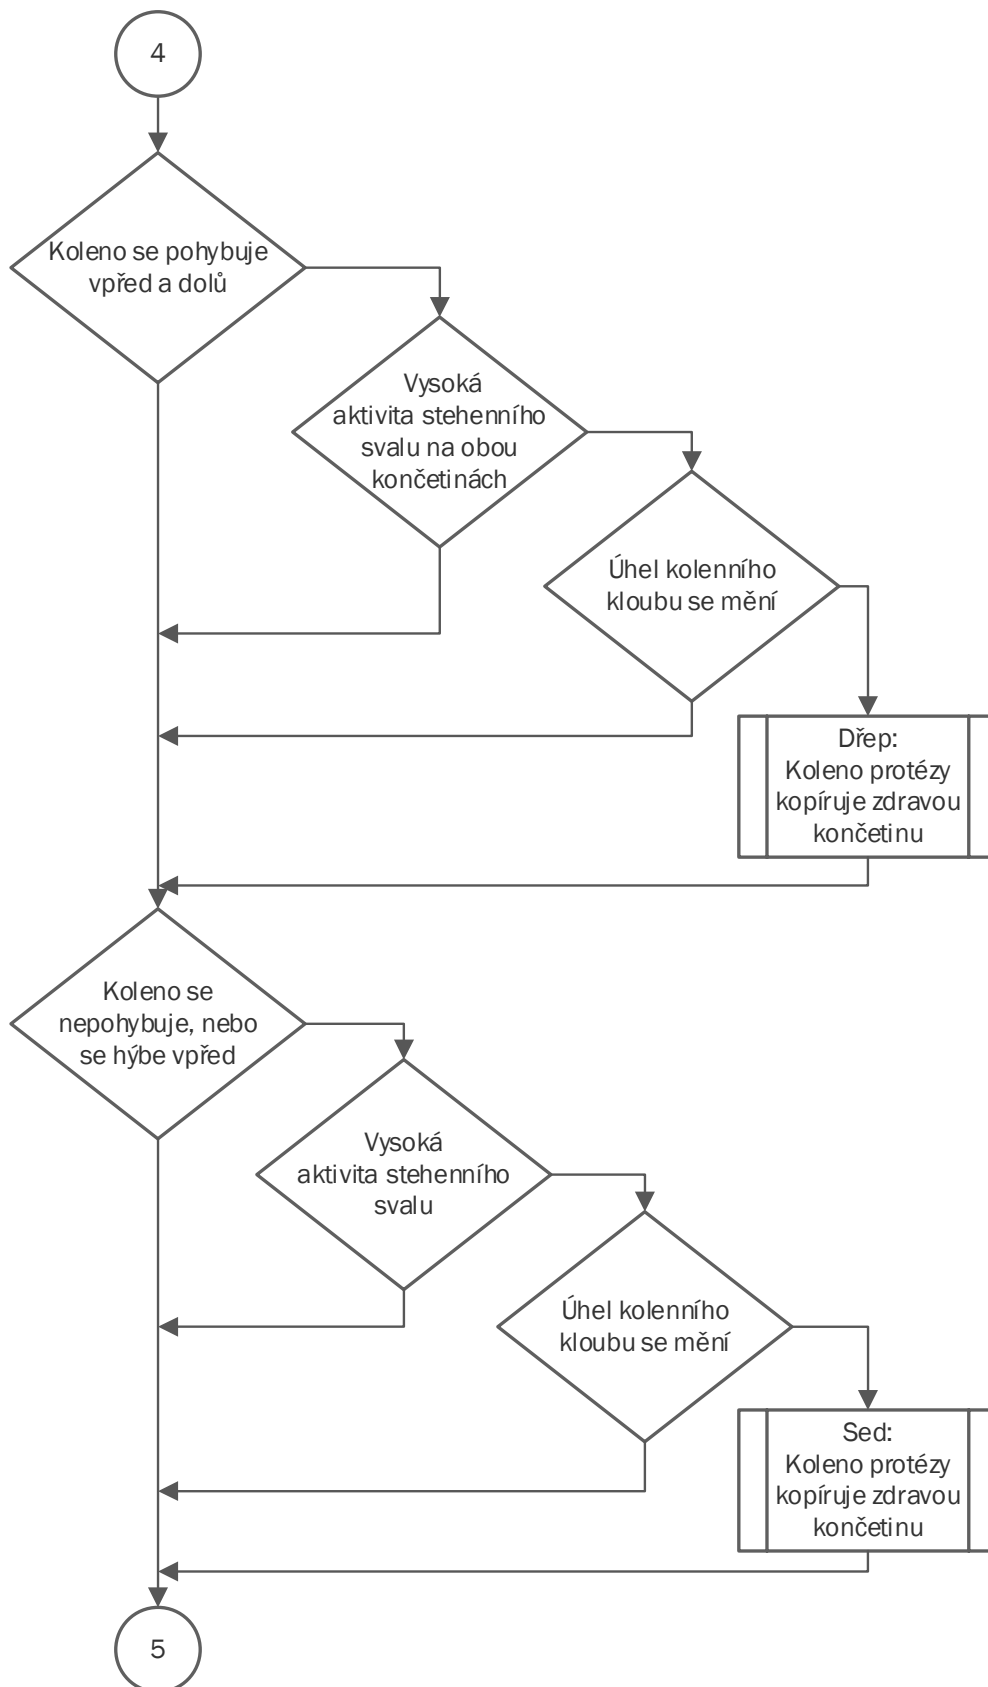 4
Koleno se pohybuje
vpřed a dolů
Vysoká
aktivita stehenního
svalu na obou
končetinách
Úhel kolenního
kloubu se mění
Dřep:
Koleno protézy
kopíruje zdravou
končetinu
Koleno se
nepohybuje, nebo
se hýbe vpřed
Vysoká
aktivita stehenního
svalu
Úhel kolenního
kloubu se mění
Sed:
Koleno protézy
kopíruje zdravou
končetinu
5